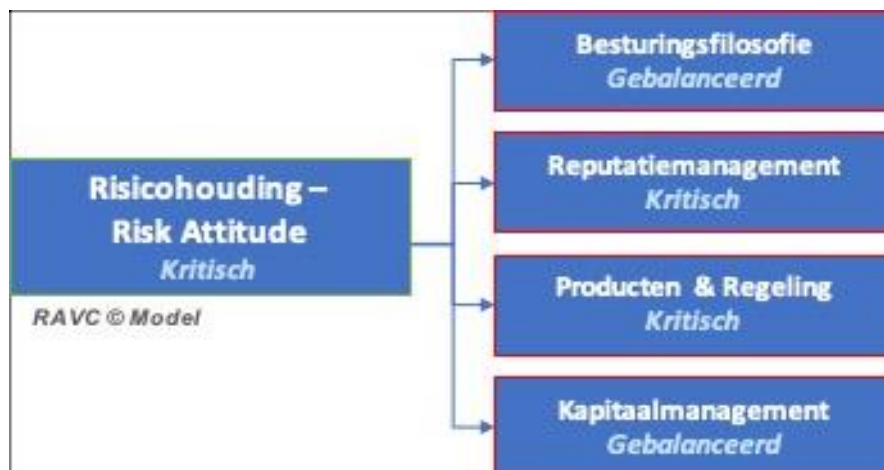 Risicohouding –
Risk Attitude
Kritisch
RAVC © Model
Besturingsfilosofie
Gebalanceerd
Reputatiemanagement
Kritisch
Producten & Regeling
Kritisch
Kapitaalmanagement
Gebalanceerd